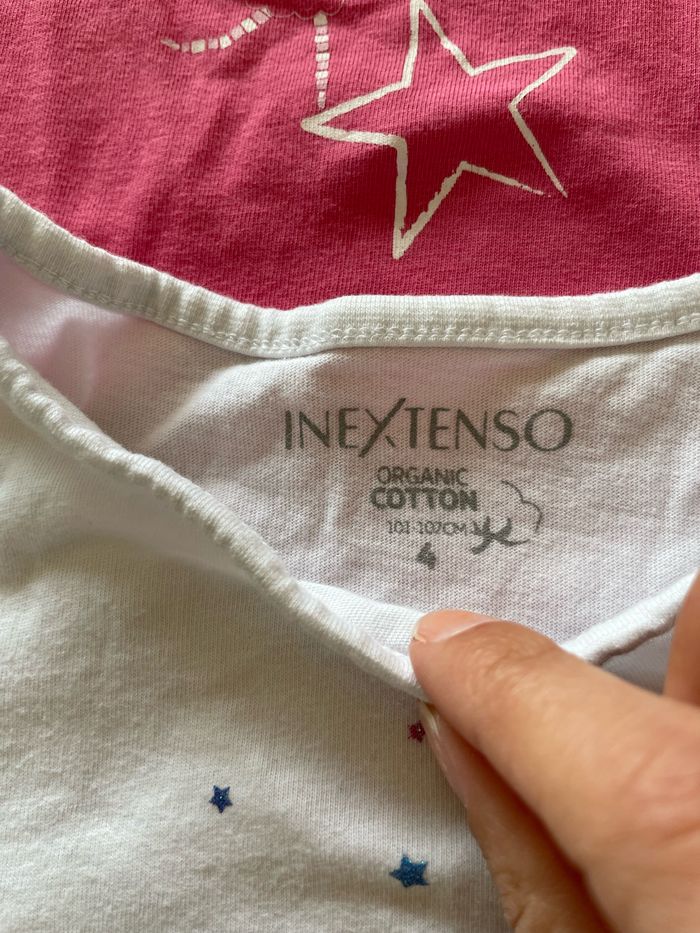 INEXTENSO
ORGANIC
COTTON
101-107CM
4